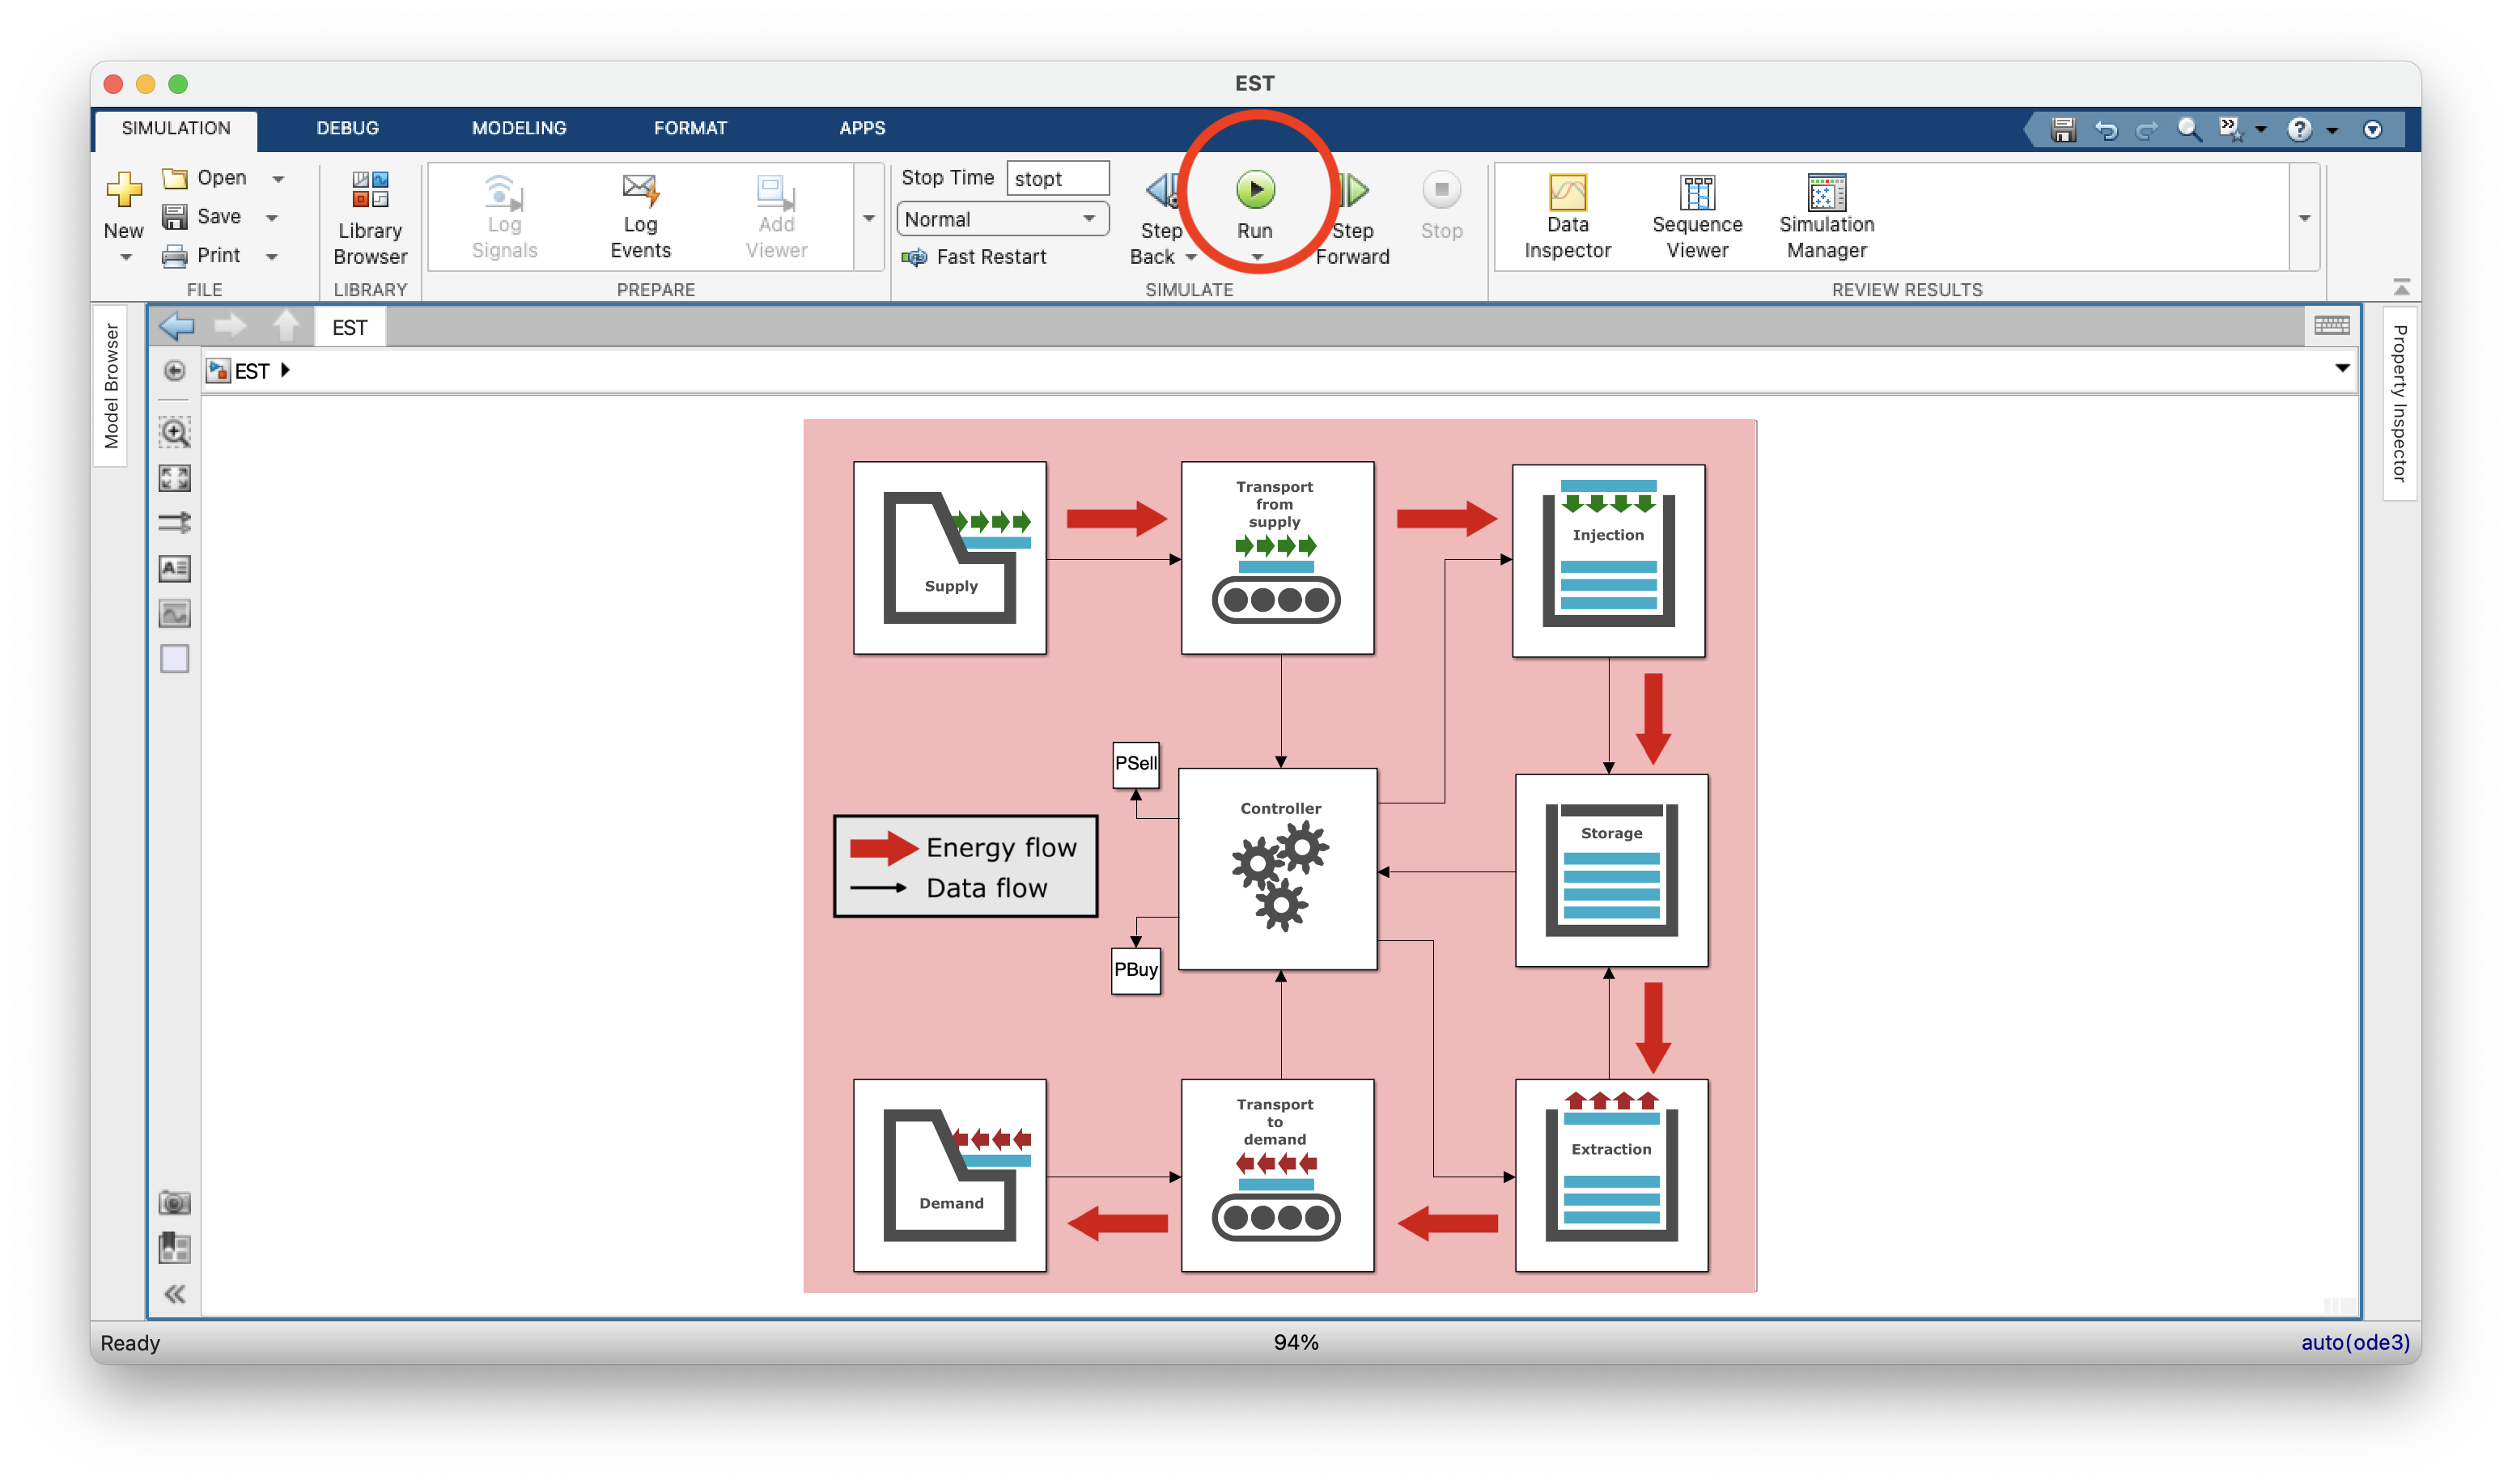 EST
SIMULATION
DEBUG
MODELING
FORMAT
APPS
New
Open
Save
Print
FILE
Library
Browser
LIBRARY
Log
Signals
Log
Events
Add
Viewer
PREPARE
Stop Time
stopt
Normal
Fast Restart
Step
Back
Run
Step
Forward
Stop
SIMULATE
Data
Inspector
Sequence
Viewer
Simulation
Manager
REVIEW RESULTS
Model Browser
EST
Property Inspector
EST
Supply
Transport
from
supply
Injection
PSell
Controller
Storage
Energy flow
Data flow
PBuy
Demand
Transport
to
demand
Extraction
Ready
94%
auto(ode3)